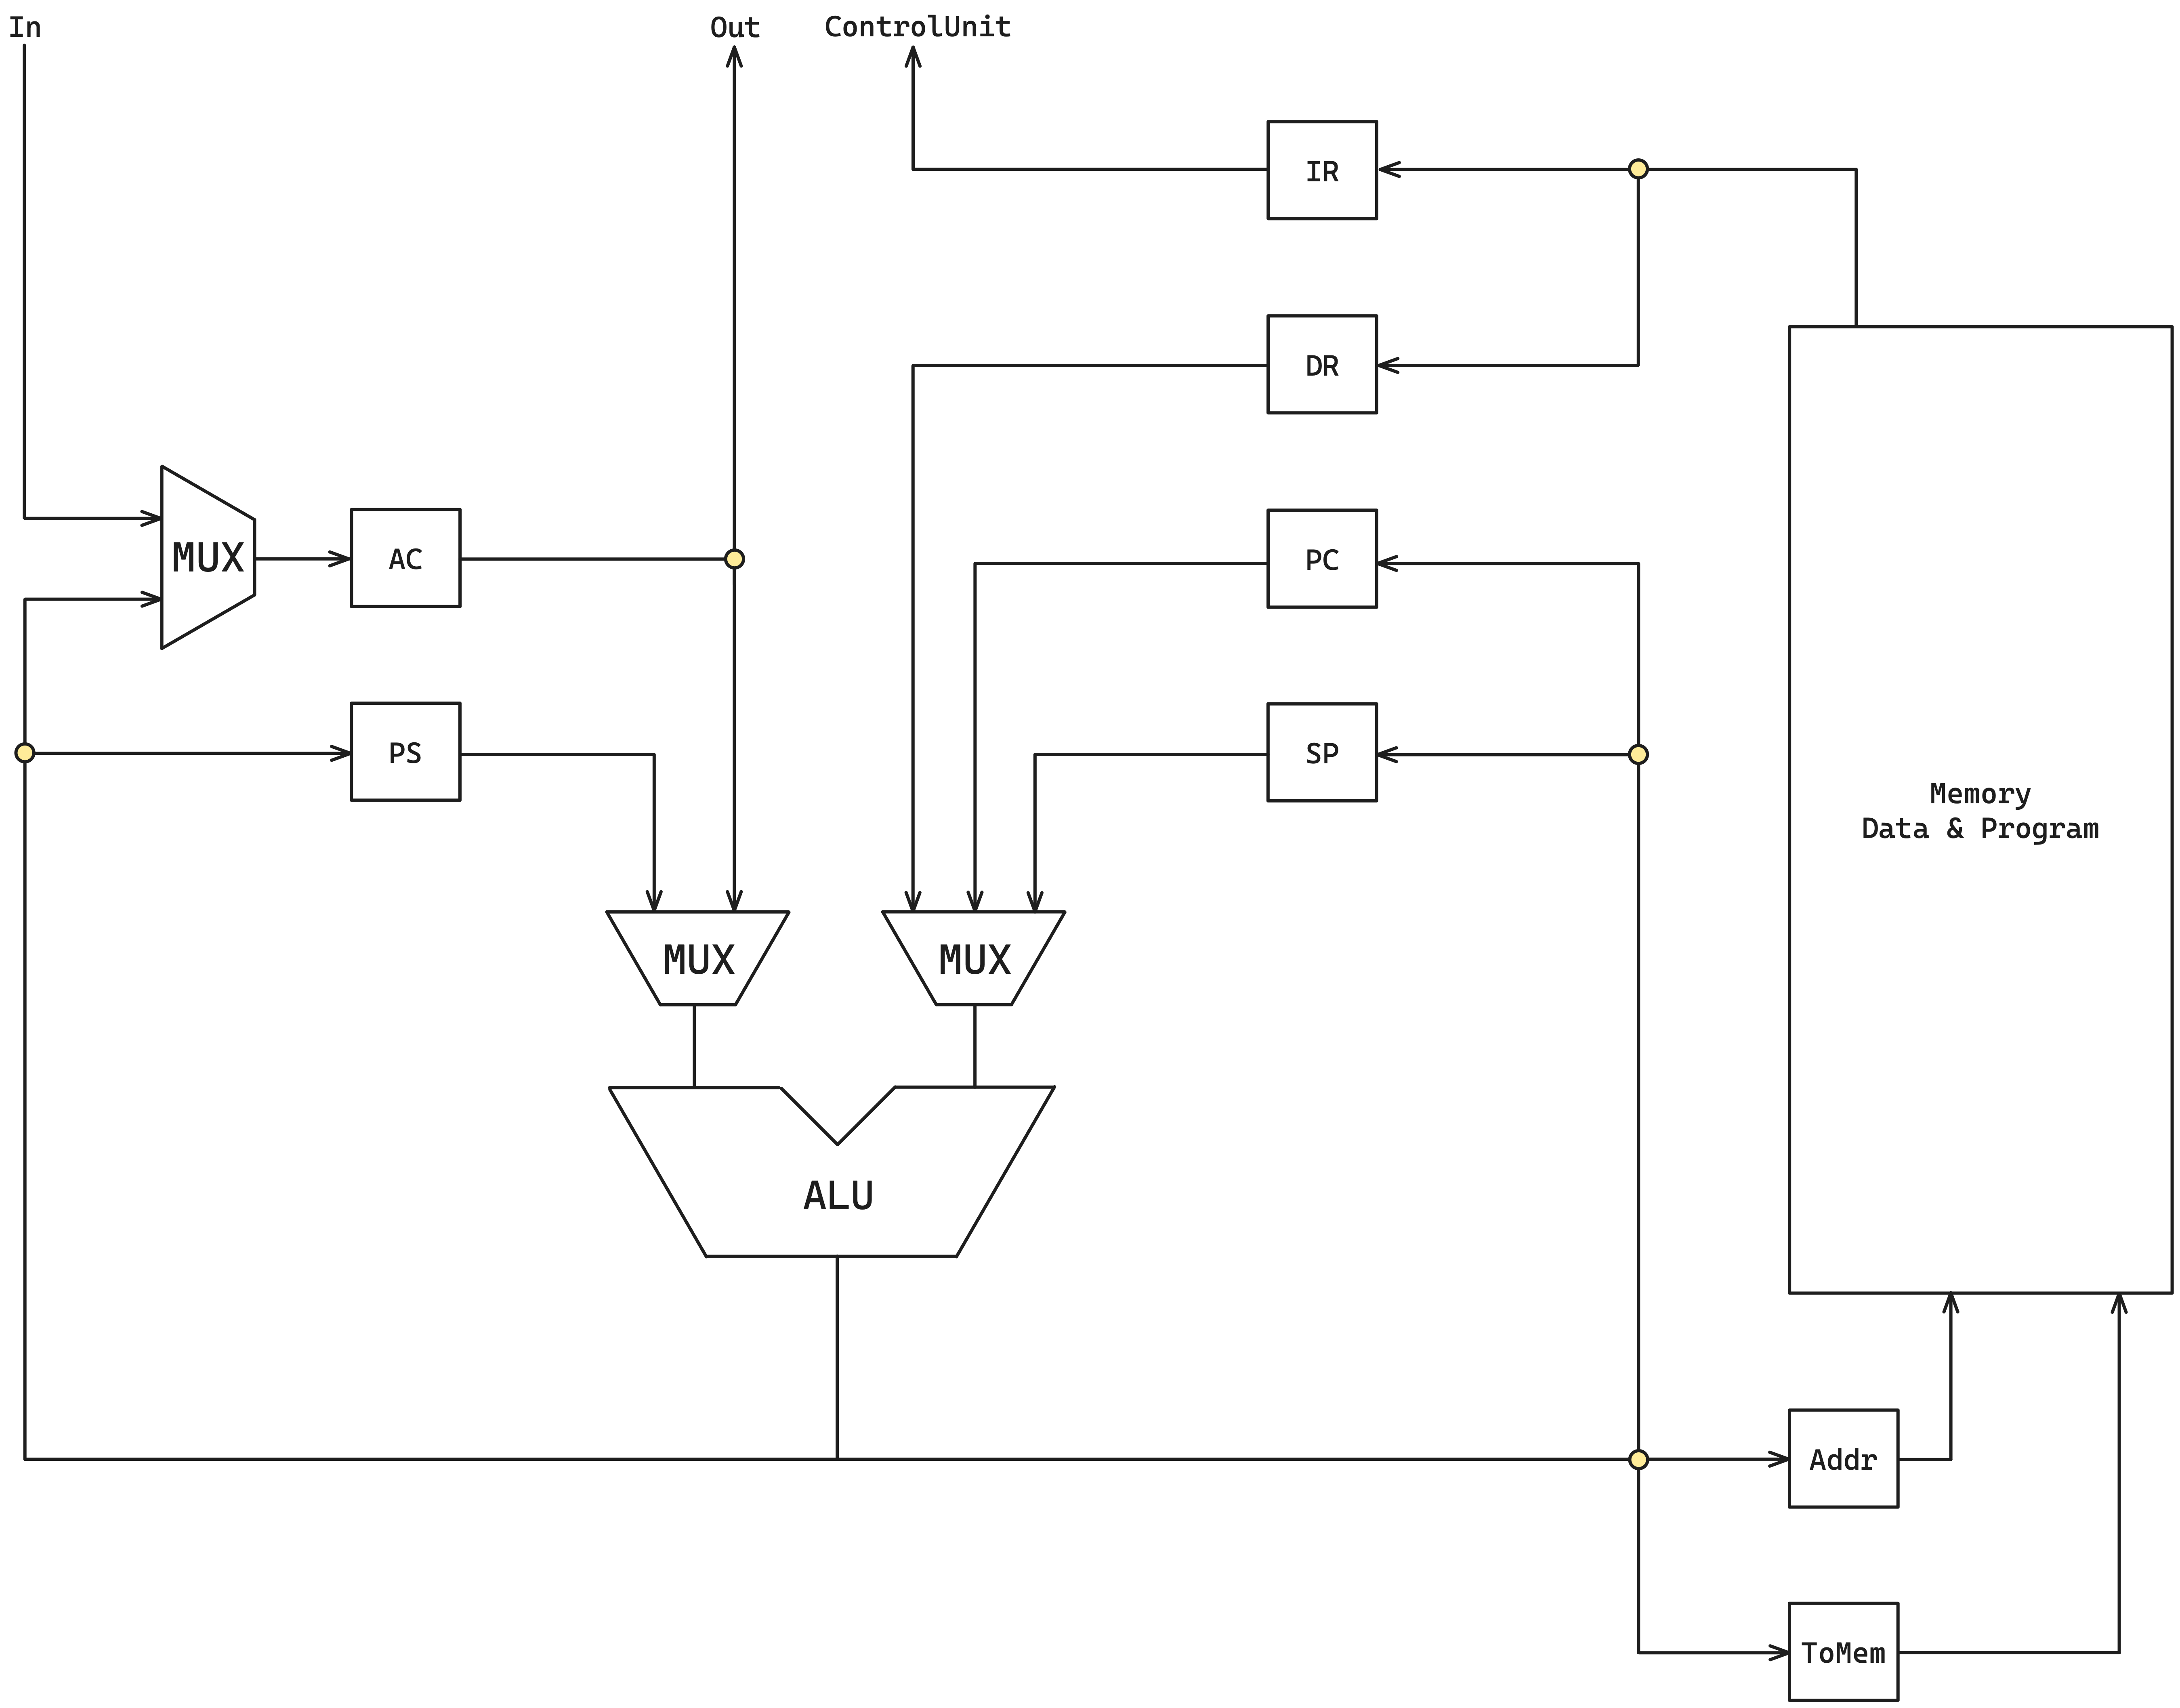 In
Out
ControlUnit
IR
DR
MUX
AC
PC
PS
SP
Memory
Data & Program
MUX
MUX
ALU
Addr
ToMem